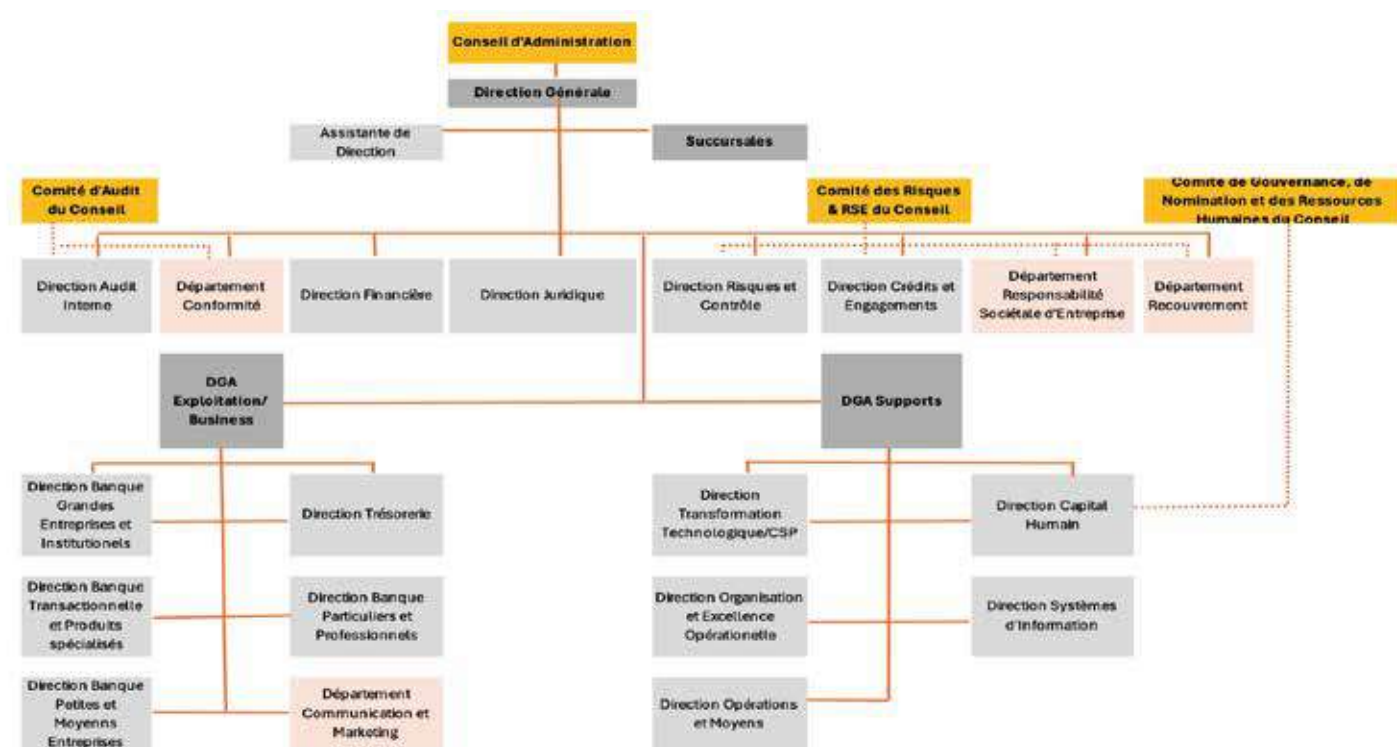 Conseil d'Administration
Direction Générale
Assistante de
Direction
Succursales
Comité d'Audit
du Conseil
Comité des Risques
& RSE du Conseil
Comité de Gouvernance, de
Nomination et des Ressources
Humaines du Conseil
Direction Audit
Interne
Département
Conformité
Direction Financière
Direction Juridique
Direction Risques et
Contrôle
Direction Crédits et
Engagements
Département
Responsabilité
Sociétale d'Entreprise
Département
Recouvrement
DGA
Exploitation/
Business
DGA Supports
Direction Banque
Grandes
Entreprises et
Institutionels
Direction Trésorerie
Direction
Transformation
Technologique/CSP
Direction Capital
Humain
Direction Banque
Transactionnelle
et Produits
spécialisés
Direction Banque
Particuliers et
Professionnels
Direction Organisation
et Excellence
Opérationelle
Direction Systèmes
d'Information
Direction Banque
Petites et
Moyenns
Entreprises
Département
Communication et
Marketing
Direction Opérations
et Moyens